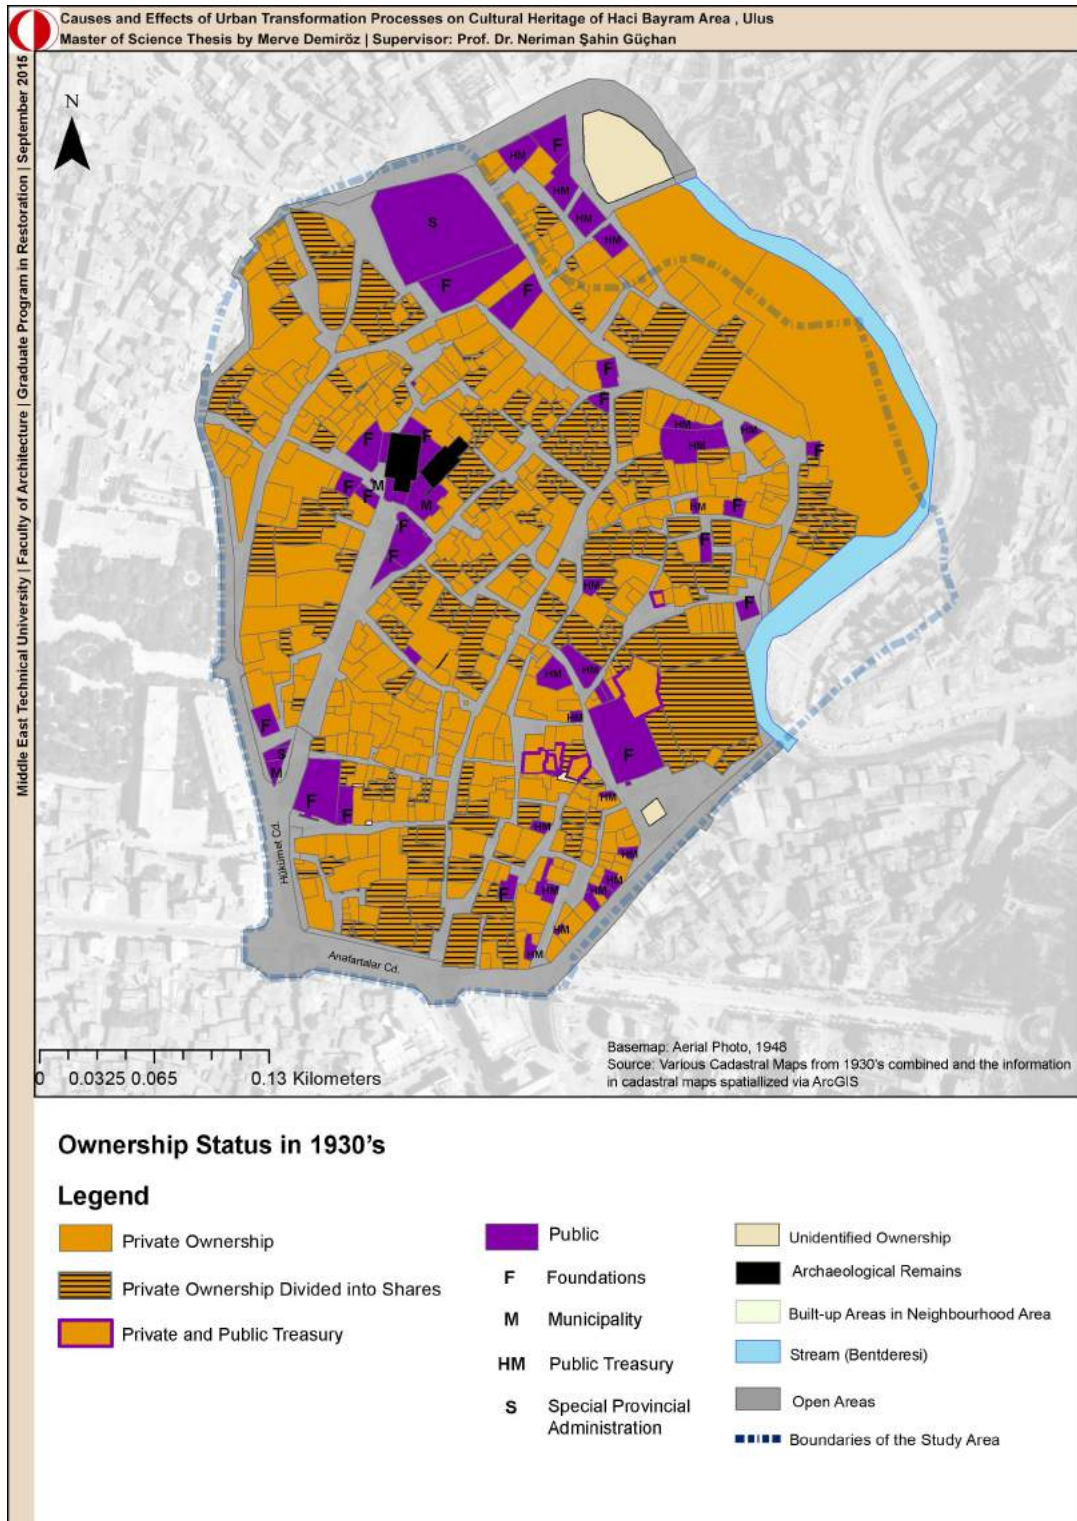 Causes and Effects of Urban Transformation Processes on Cultural Heritage of Haci Bayram Area , Ulus
Master of Science Thesis by Merve Demiröz | Supervisor: Prof. Dr. Neriman Şahin Güçhan
Middle East Technical University | Faculty of Architecture | Graduate Program in Restoration | September 2015
N
HM
F
HM
HM
HM
S
F
F
F
F
HM
HM
HM
F
F
F
F
F
M
M
HM
F
F
F
F
HM
F
HM
HM
F
HM
S
M
F
F
F
HM
HM
HM
HM
F
HM
HM
HM
HM
Hükümet Cd.
Anafartalar Cd.
Basemap: Aerial Photo, 1948
Source: Various Cadastral Maps from 1930's combined and the information
in cadastral maps spatiallized via ArcGIS
0 0.0325 0.065 0.13 Kilometers
Ownership Status in 1930's
Legend
Private Ownership
Private Ownership Divided into Shares
Private and Public Treasury
Public
F Foundations
M Municipality
HM Public Treasury
S Special Provincial
Administration
Unidentified Ownership
Archaeological Remains
Built-up Areas in Neighbourhood Area
Stream (Bentderesi)
Open Areas
Boundaries of the Study Area